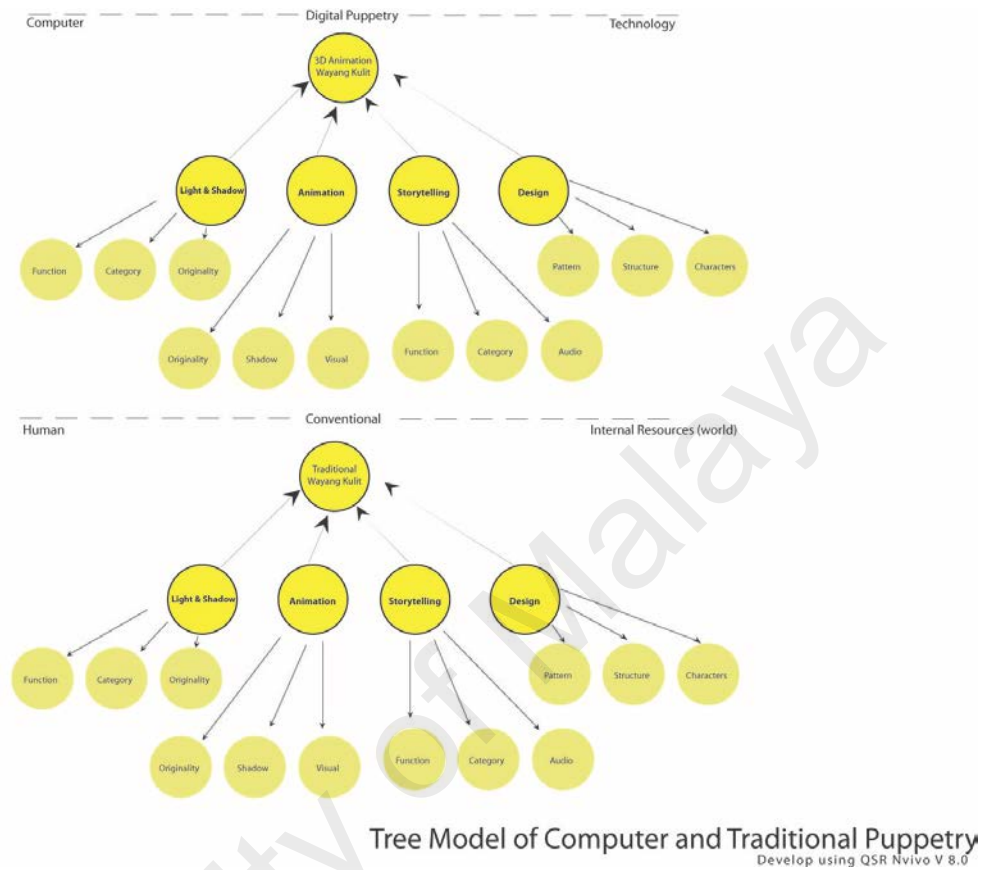 Computer
Digital Puppetry
Technology
3D Animation
Wayang Kulit
Light & Shadow
Animation
Storytelling
Design
Function
Category
Originality
Pattern
Structure
Characters
Originality
Shadow
Visual
Function
Category
Audio
Human
Conventional
Internal Resources (world)
Traditional
Wayang Kulit
Light & Shadow
Animation
Storytelling
Design
Function
Category
Originality
Pattern
Structure
Characters
Originality
Shadow
Visual
Function
Category
Audio
Tree Model of Computer and Traditional Puppetry
Develop using QSR Nvivo V 8.0
ity of Malaya